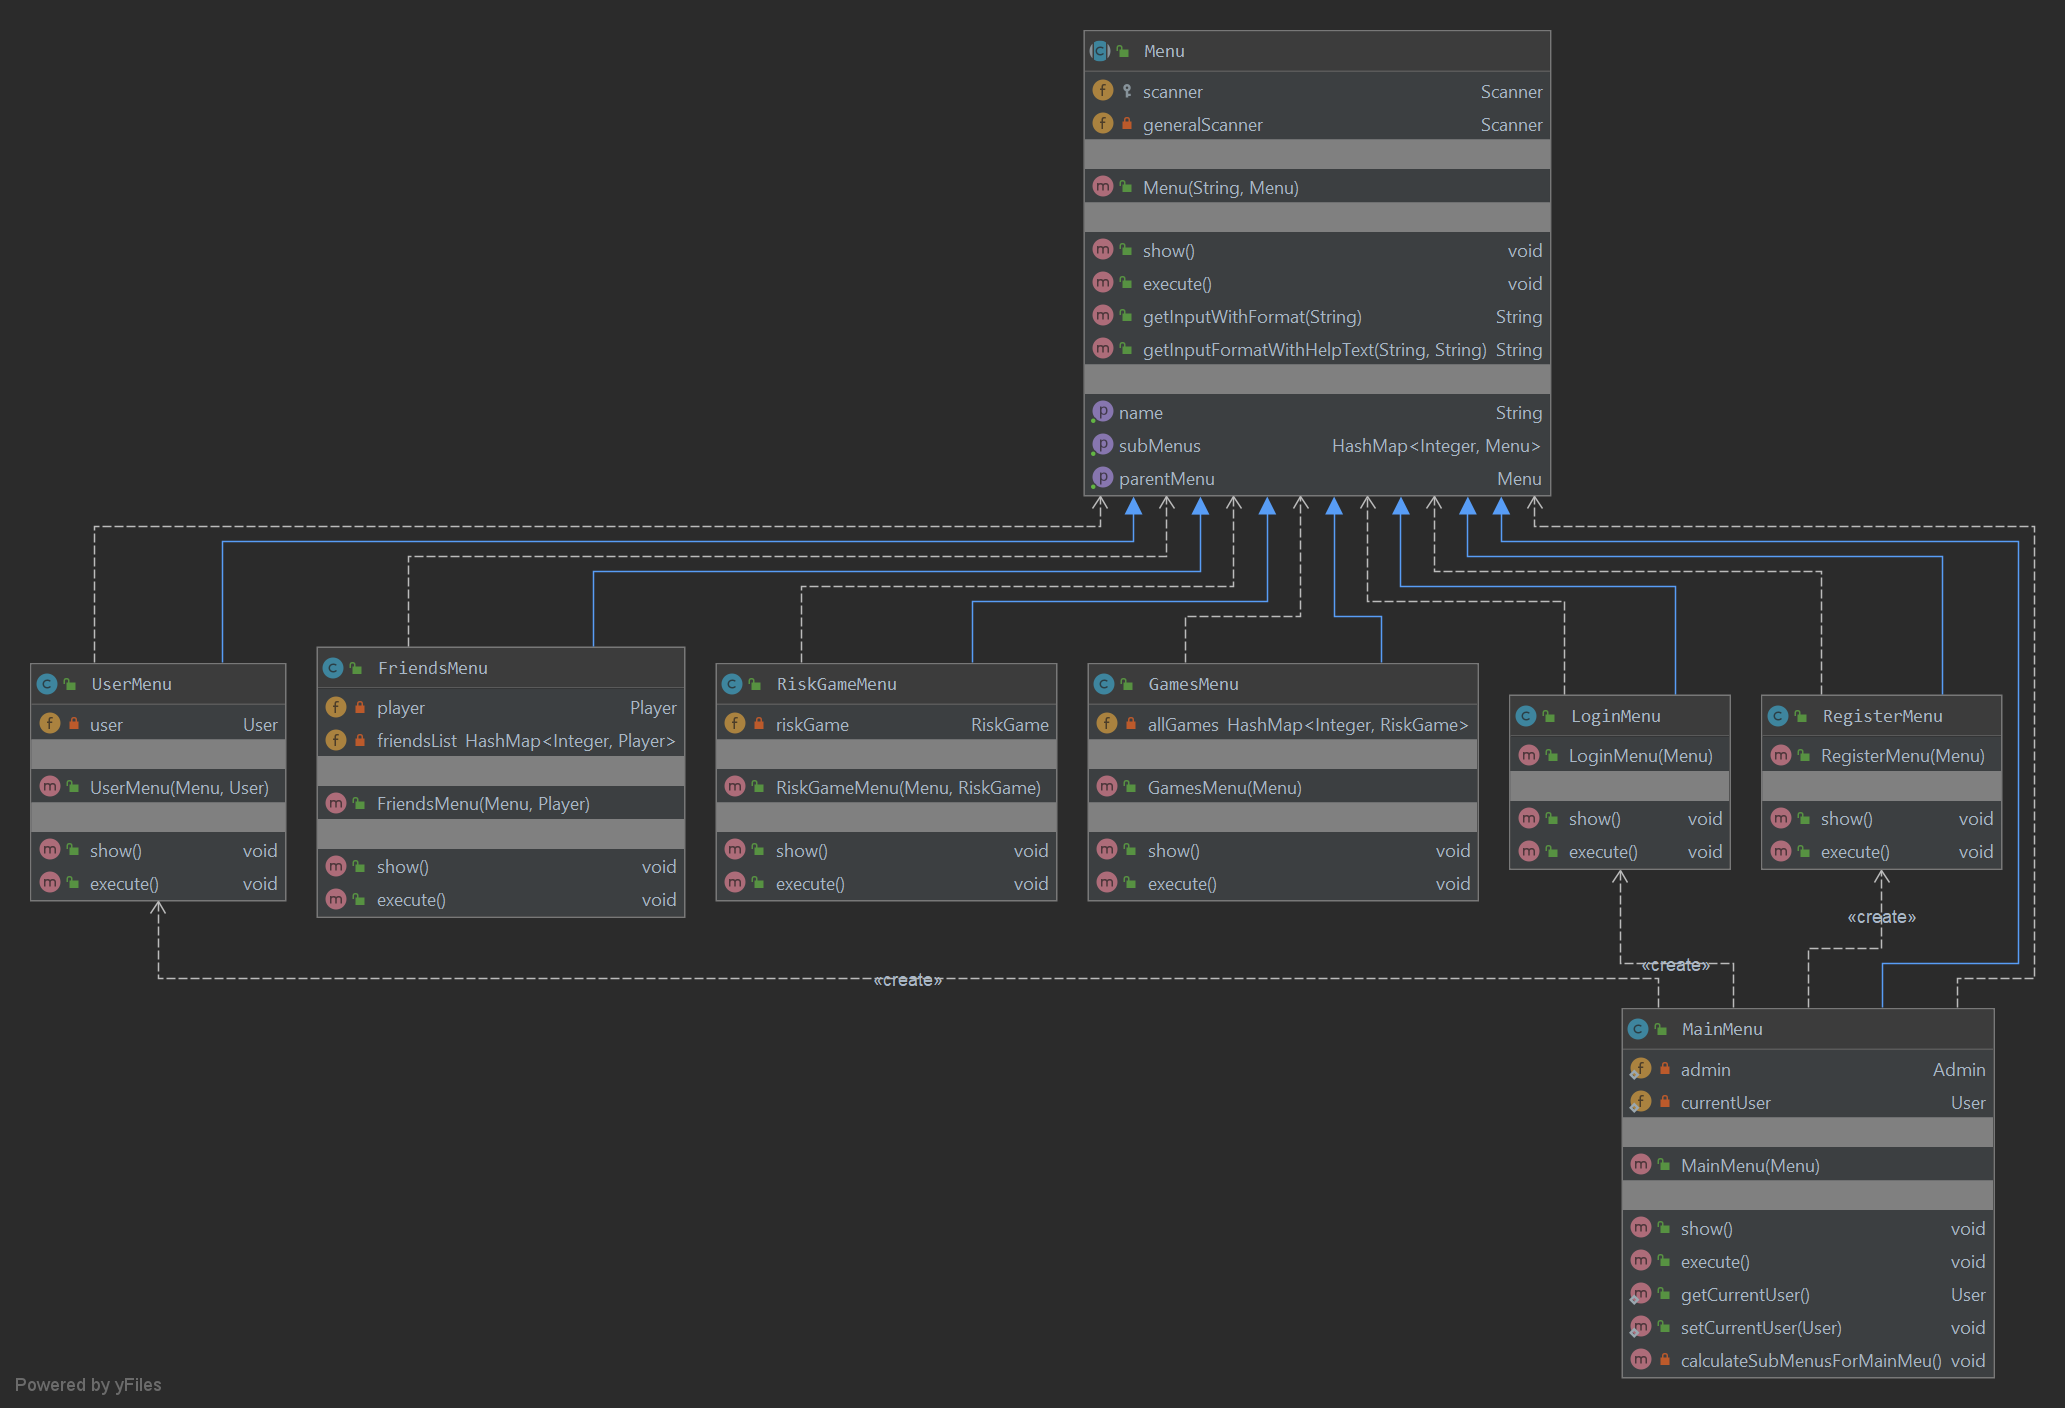 Menu
scanner Scanner
generalScanner Scanner
Menu(String, Menu)
show() void
execute() void
getInputWithFormat(String) String
getInputFormatWithHelpText(String, String) String
name String
subMenus HashMap<Integer, Menu>
parentMenu Menu
UserMenu
user User
UserMenu(Menu, User)
show() void
execute() void
FriendsMenu
player Player
friendsList HashMap<Integer, Player>
FriendsMenu(Menu, Player)
show() void
execute() void
RiskGameMenu
riskGame RiskGame
RiskGameMenu(Menu, RiskGame)
show() void
execute() void
GamesMenu
allGames HashMap<Integer, RiskGame>
GamesMenu(Menu)
show() void
execute() void
LoginMenu
LoginMenu(Menu)
show() void
execute() void
RegisterMenu
RegisterMenu(Menu)
show() void
execute() void
«create»
«create»
«create»
MainMenu
admin Admin
currentUser User
MainMenu(Menu)
show() void
execute() void
getCurrentUser() User
setCurrentUser(User) void
calculateSubMenusForMainMeu() void
Powered by yFiles